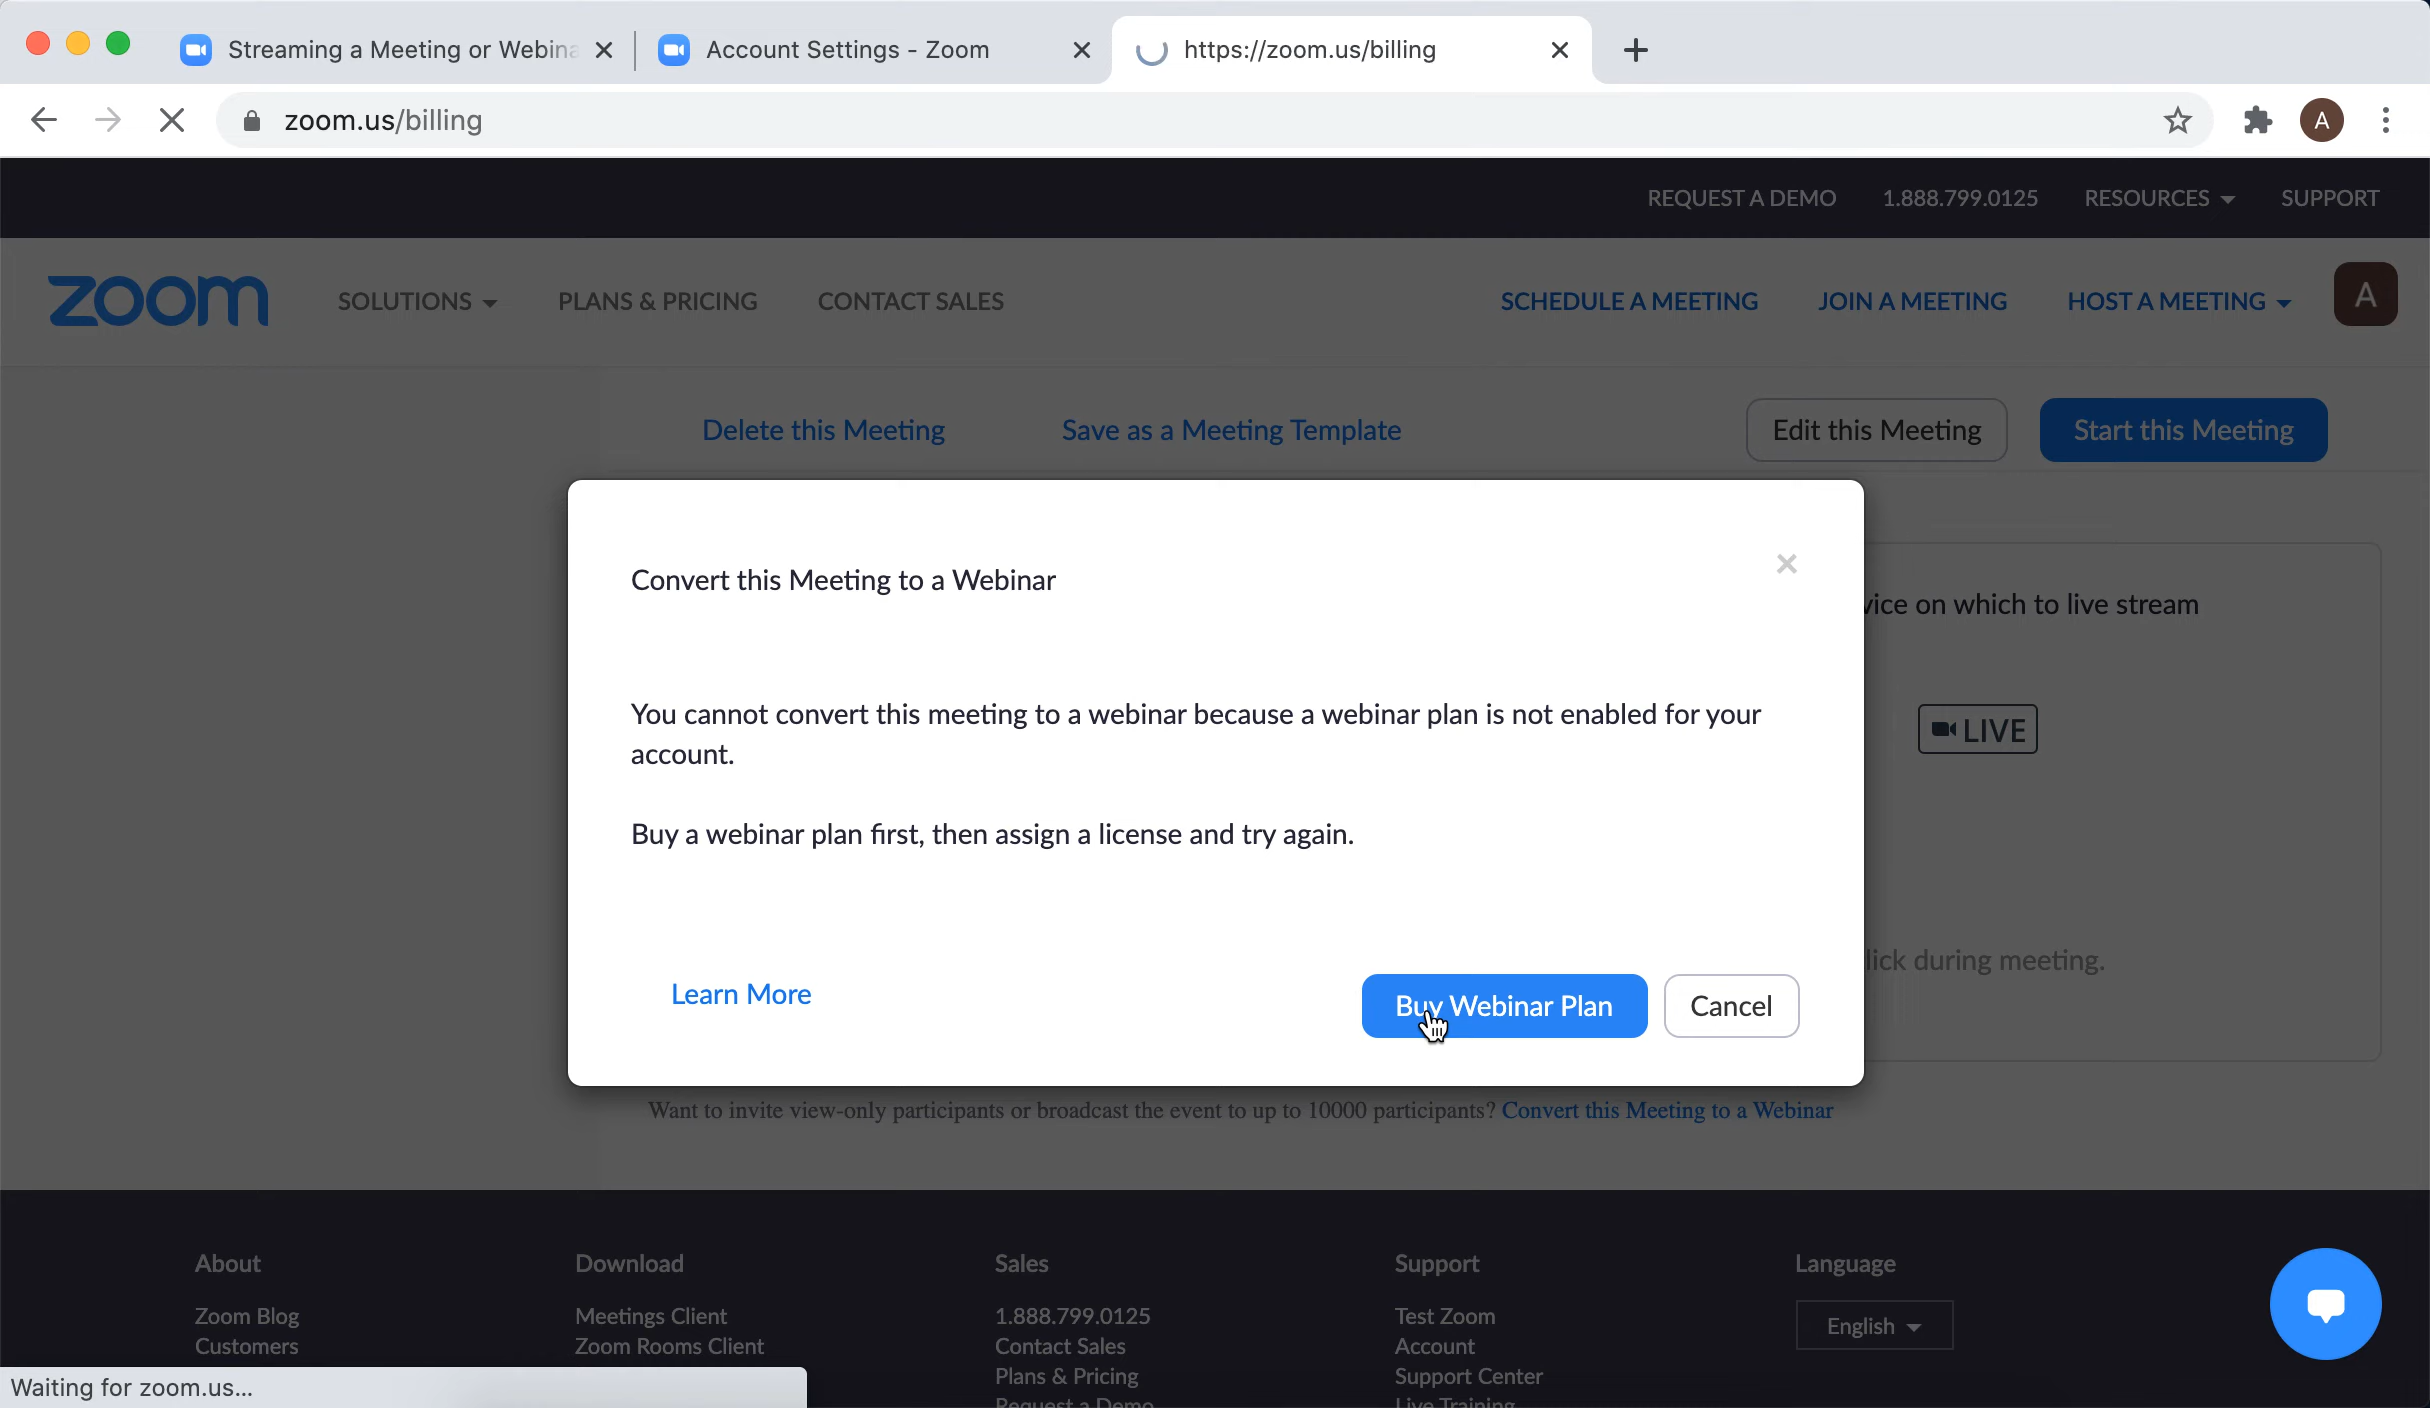 Streaming a Meeting or Webina
Account Settings - Zoom
https://zoom.us/billing
zoom.us/billing
A
REQUEST A DEMO
1.888.799.0125
RESOURCES
SUPPORT
zoom
SOLUTIONS
PLANS & PRICING
CONTACT SALES
SCHEDULE A MEETING
JOIN A MEETING
HOST A MEETING
A
Delete this Meeting
Save as a Meeting Template
Edit this Meeting
Start this Meeting
Convert this Meeting to a Webinar
vice on which to live stream
You cannot convert this meeting to a webinar because a webinar plan is not enabled for your
account.
LIVE
Buy a webinar plan first, then assign a license and try again.
lick during meeting.
Learn More
Buy Webinar Plan
Cancel
Want to invite view-only participants or broadcast the event to up to 10000 participants? Convert this Meeting to a Webinar
About
Download
Sales
Support
Language
Zoom Blog
Meetings Client
1.888.799.0125
Test Zoom
English
Customers
Zoom Rooms Client
Contact Sales
Account
Plans & Pricing
Support Center
Request a Demo
Live Training
Waiting for zoom.us...